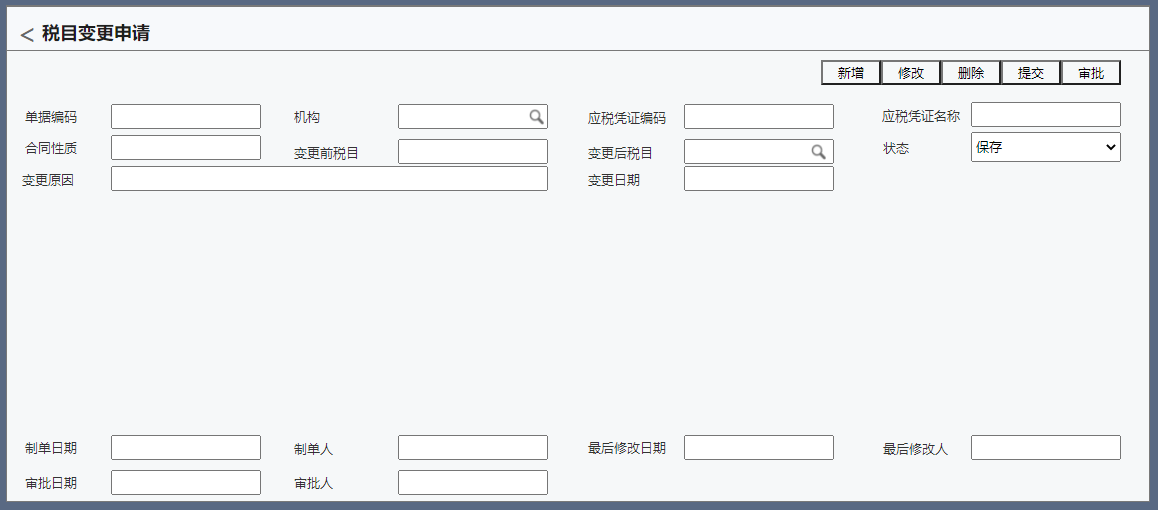 < 税目变更申请
新增 修改 删除 提交 审批
单据编码 机构 应税凭证编码 应税凭证名称
合同性质 变更前税目 变更后税目 状态 保存
变更原因 变更日期
制单日期 制单人 最后修改日期 最后修改人
审批日期 审批人